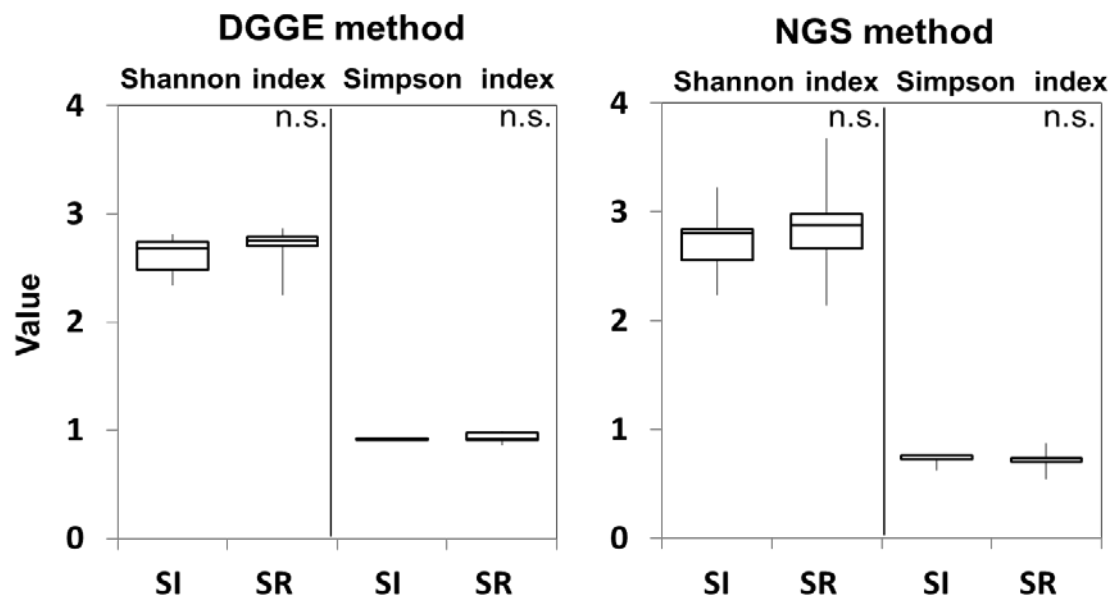 DGGE method
Shannon index Simpson index
n.s. n.s.
4
3
2
1
0
Value
SI SR SI SR
NGS method
Shannon index Simpson index
n.s. n.s.
4
3
2
1
0
SI SR SI SR